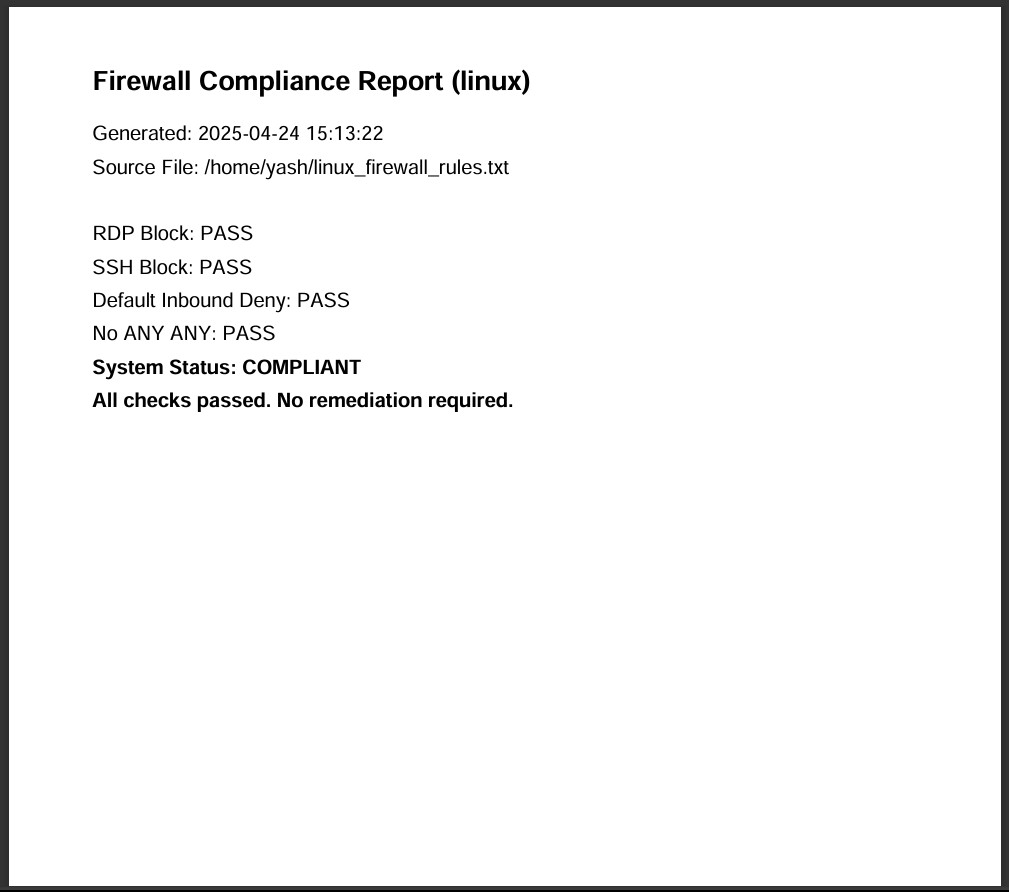 Firewall Compliance Report (linux)
Generated: 2025-04-24 15:13:22
Source File: /home/yash/linux_firewall_rules.txt
RDP Block: PASS
SSH Block: PASS
Default Inbound Deny: PASS
No ANY ANY: PASS
System Status: COMPLIANT
All checks passed. No remediation required.